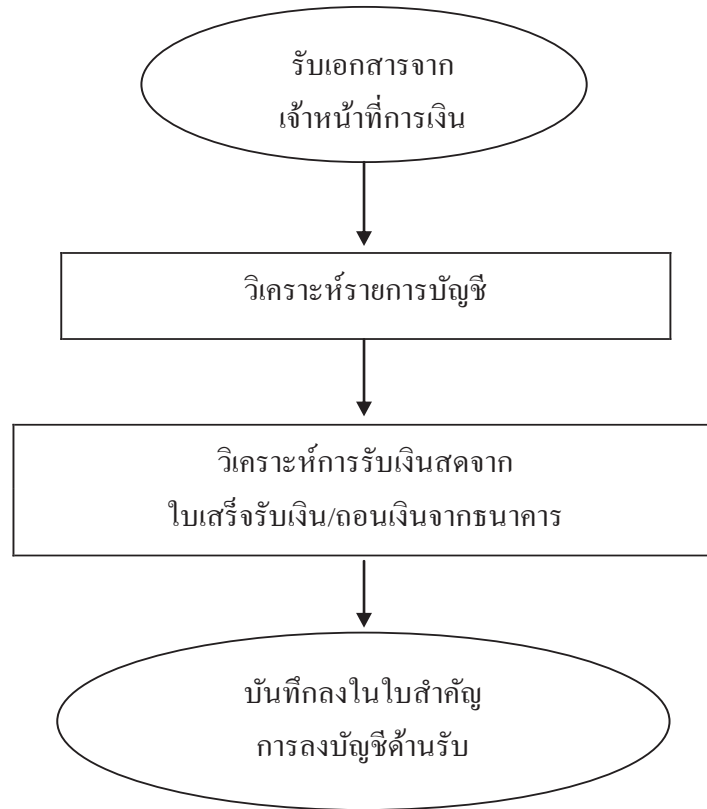 รับเอกสารจาก
เจ้าหน้าที่การเงิน
วิเคราะห์รายการบัญชี
วิเคราะห์การรับเงินสดจาก
ใบเสร็จรับเงิน/ถอนเงินจากธนาคาร
บันทึกลงในใบสำคัญ
การลงบัญชีด้านรับ